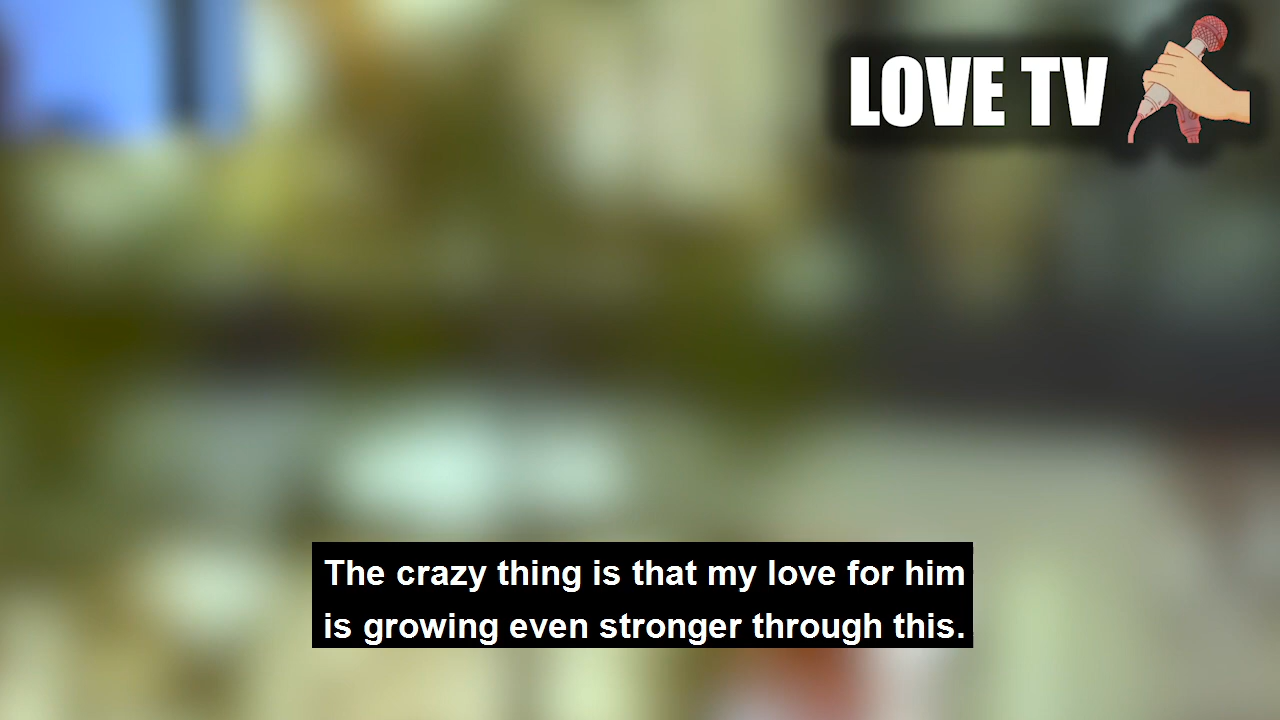 LOVE TV
The crazy thing is that my love for him
is growing even stronger through this.